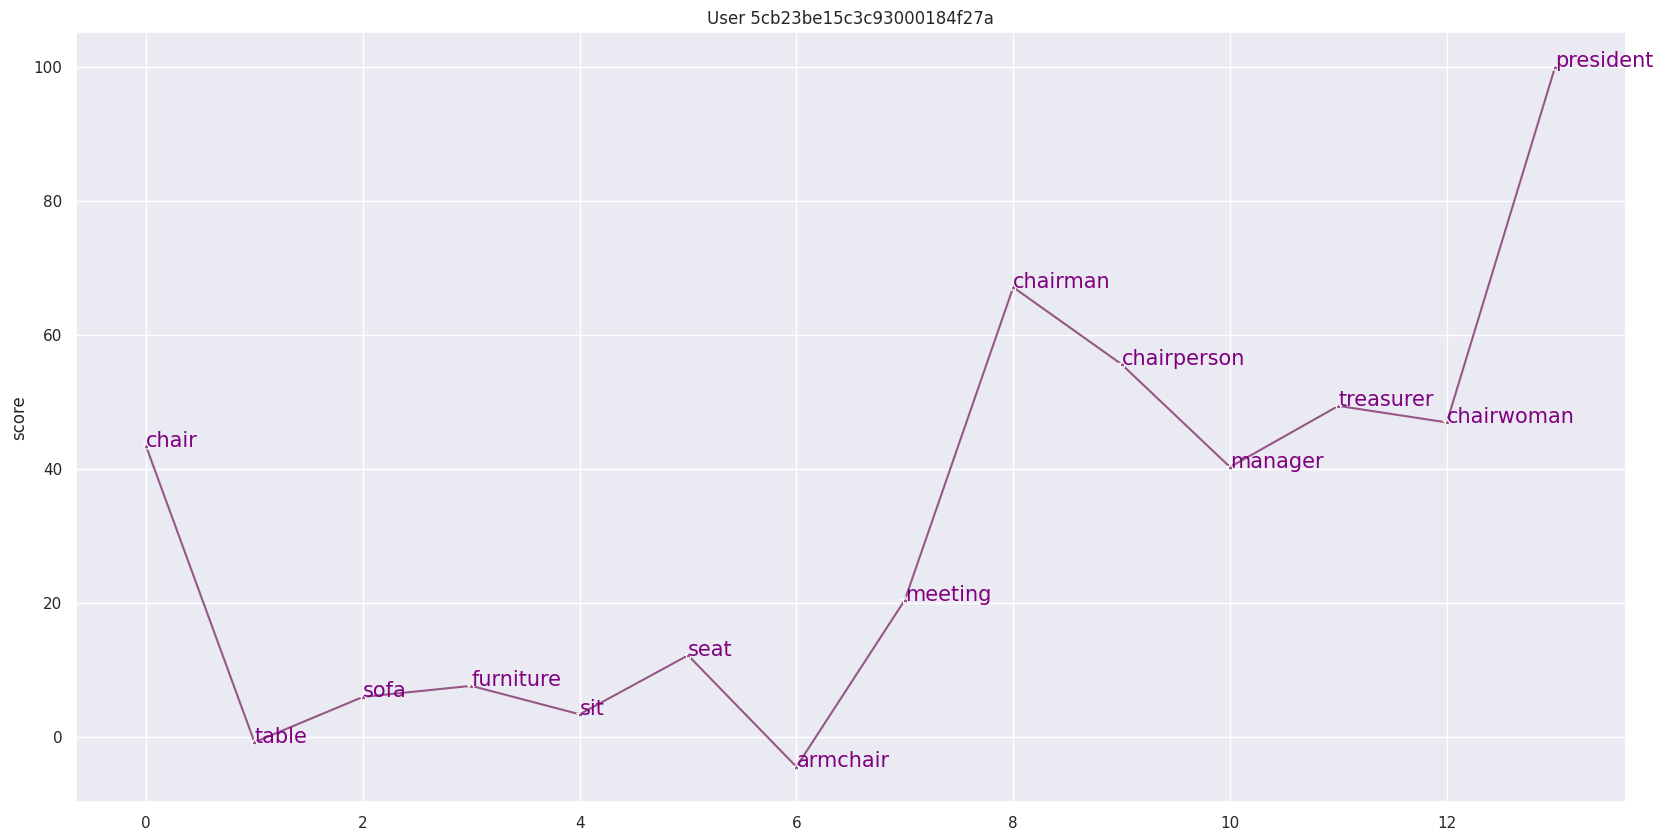 User 5cb23be15c3c93000184f27a
100
80
60
40
20
0
score
chair
table
sofa
furniture
sit
seat
armchair
meeting
chairman
chairperson
manager
treasurer
chairwoman
president
0 2 4 6 8 10 12